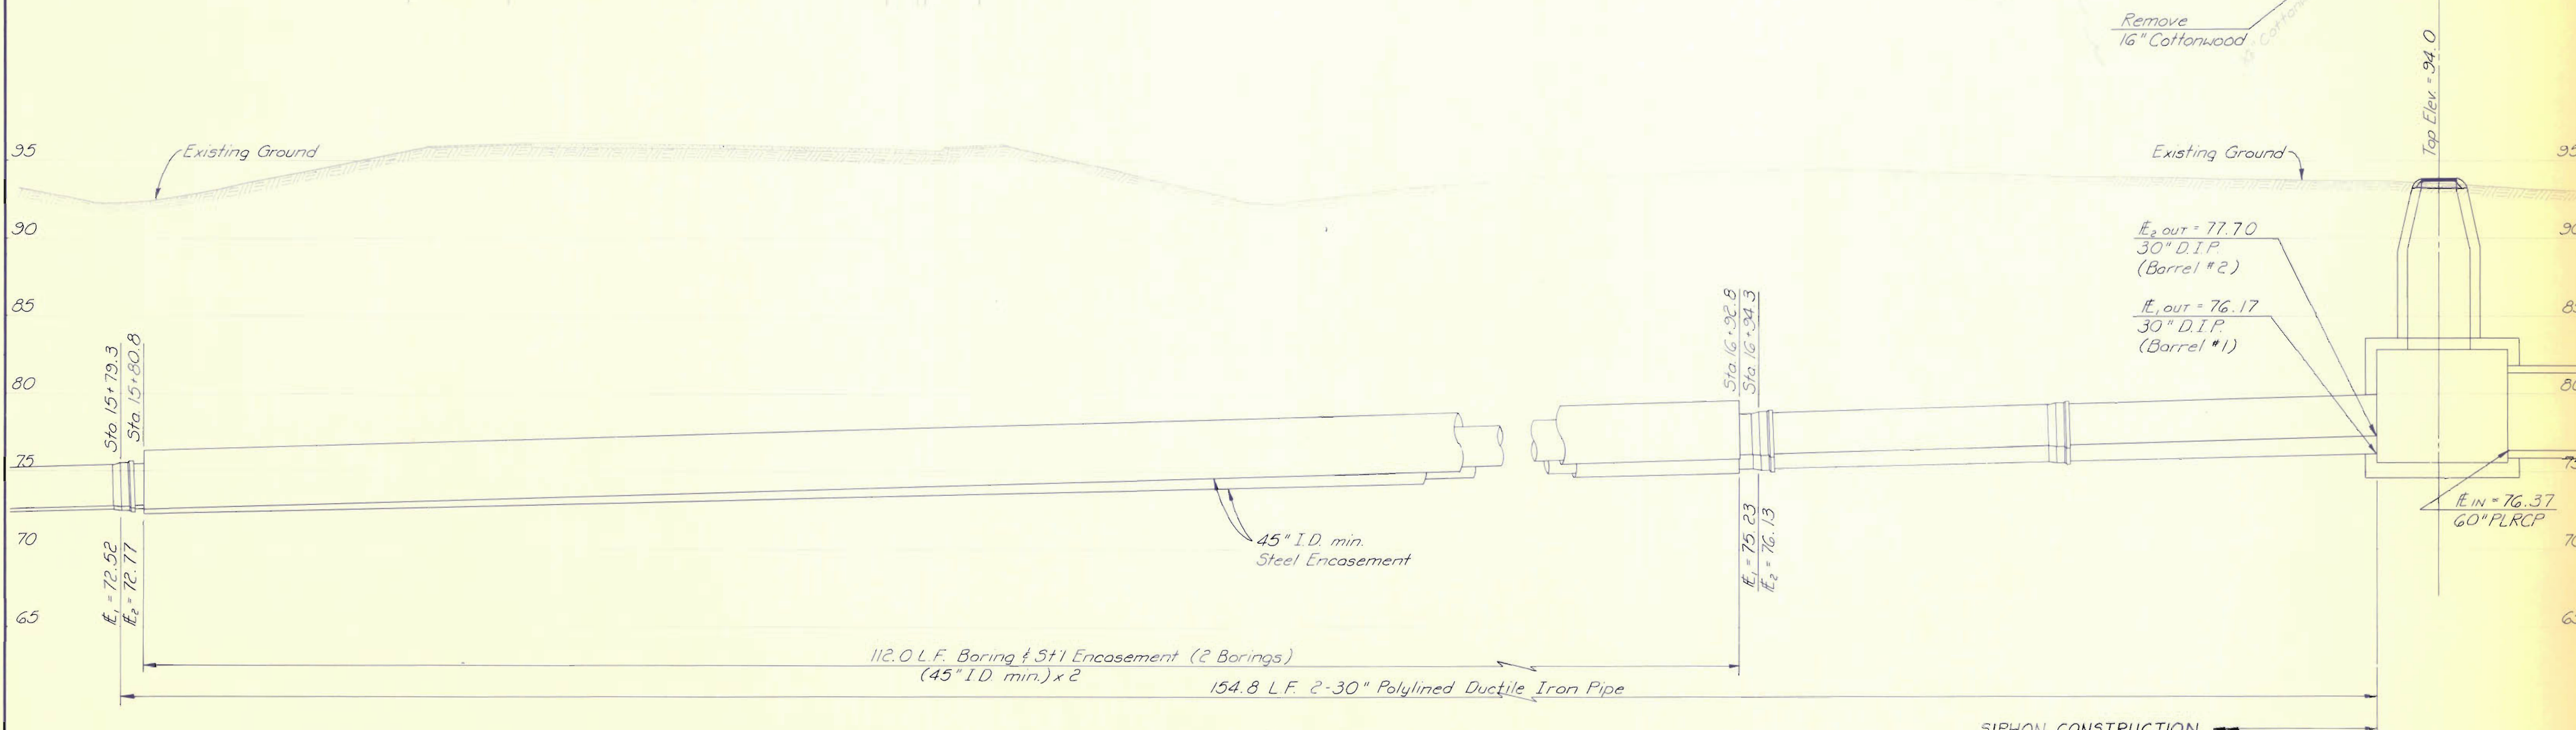 Remove
16" Cottonwood
Top Elev. = 94.0
95
Existing Ground
Existing Ground
95
90
90
₤₂ OUT = 77.70
30" D.I.P.
(Barrel #2)
85
₤₁ OUT = 76.17
30" D.I.P.
(Barrel #1)
Sta 15+79.3
Sta. 15+80.8
Sta. 16+92.8
Sta. 16+94.3
80
80
75
75
₤ IN = 76.37
60" PLRCP
70
70
45" I.D. min.
Steel Encasement
₤₁ = 72.52
₤₂ = 72.77
₤₁ = 75.23
₤₂ = 76.13
65
112.0 L.F. Boring & St'l Encasement (2 Borings)
(45" I.D. min.) x 2
154.8 L.F. 2-30" Polylined Ductile Iron Pipe
SIPHON CONSTRUCTION